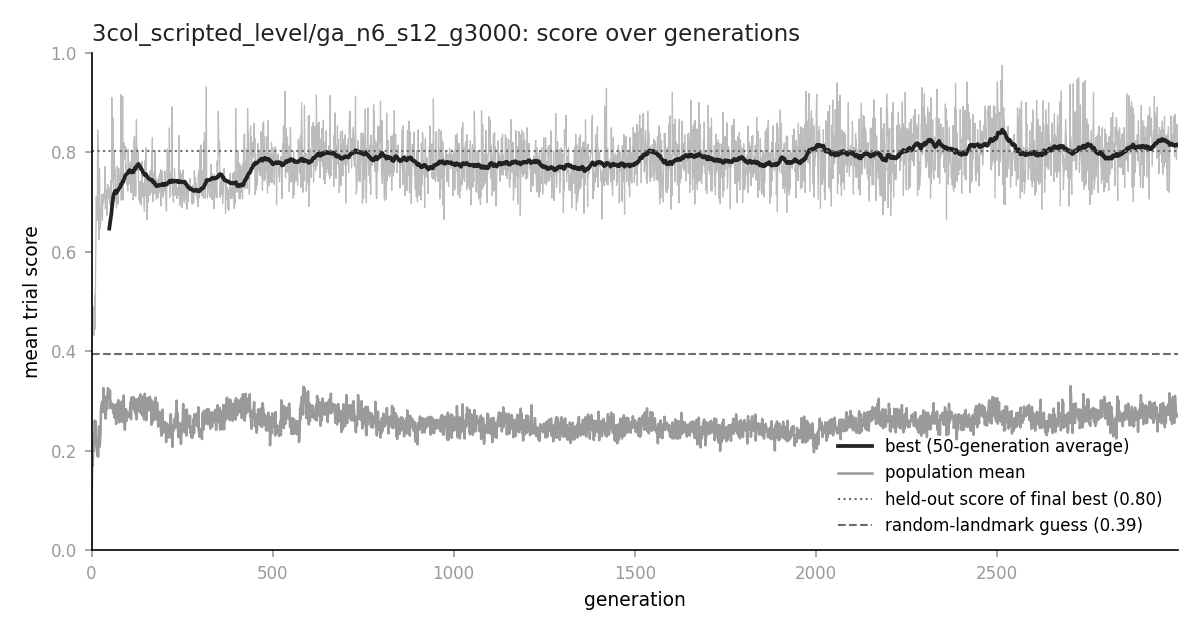 3col_scripted_level/ga_n6_s12_g3000: score over generations
1.0
0.8
0.6
0.4
0.2
0.0
mean trial score
best (50-generation average)
population mean
held-out score of final best (0.80)
random-landmark guess (0.39)
0
500
1000
1500
2000
2500
generation